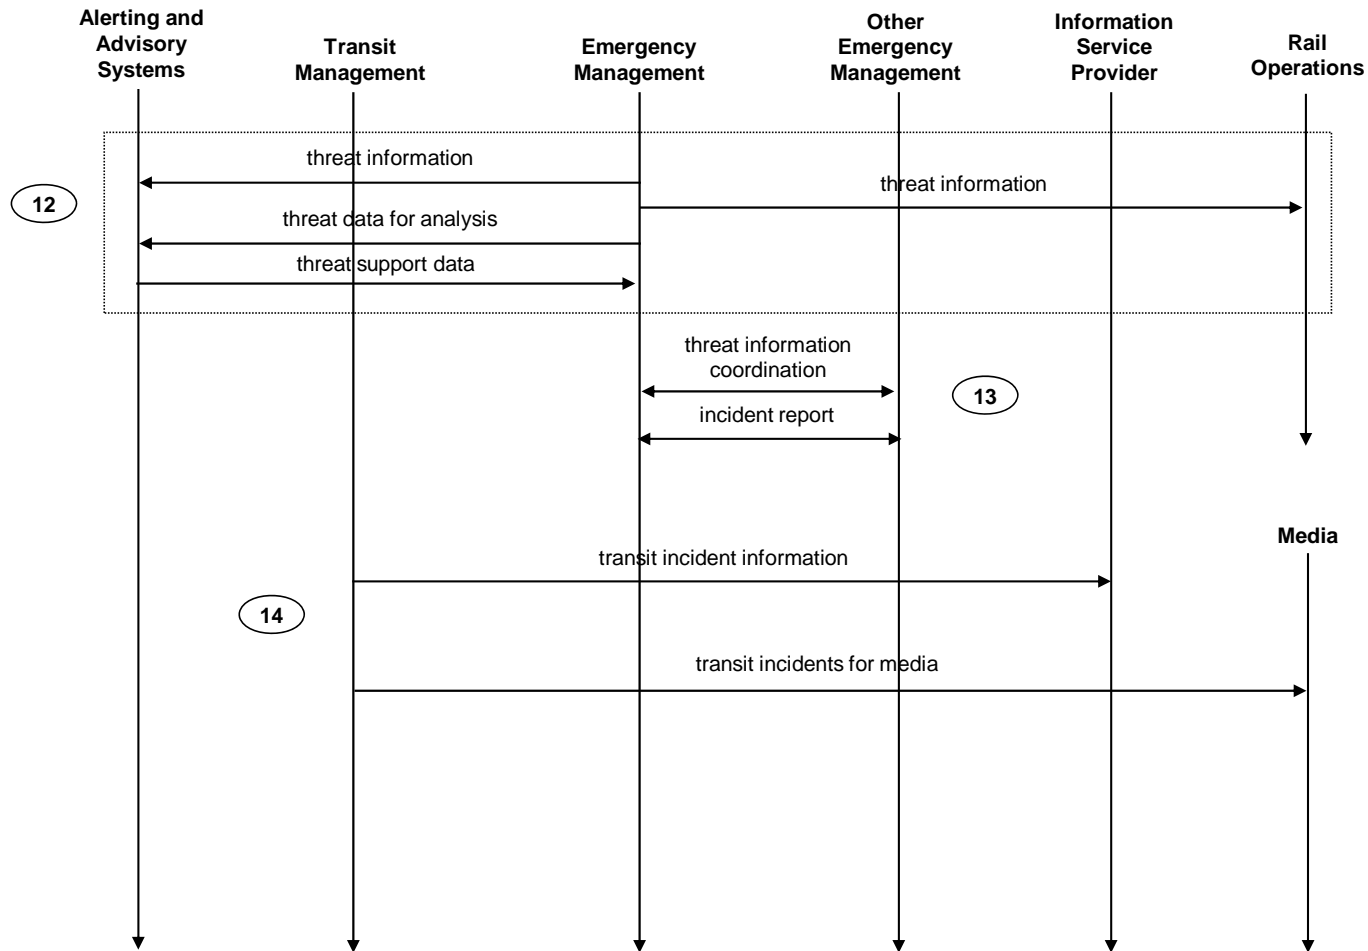 Alerting and
Advisory
Systems
Transit
Management
Emergency
Management
Other
Emergency
Management
Information
Service
Provider
Rail
Operations
threat information
threat information
12
threat data for analysis
threat support data
threat information
coordination
13
incident report
Media
transit incident information
14
transit incidents for media